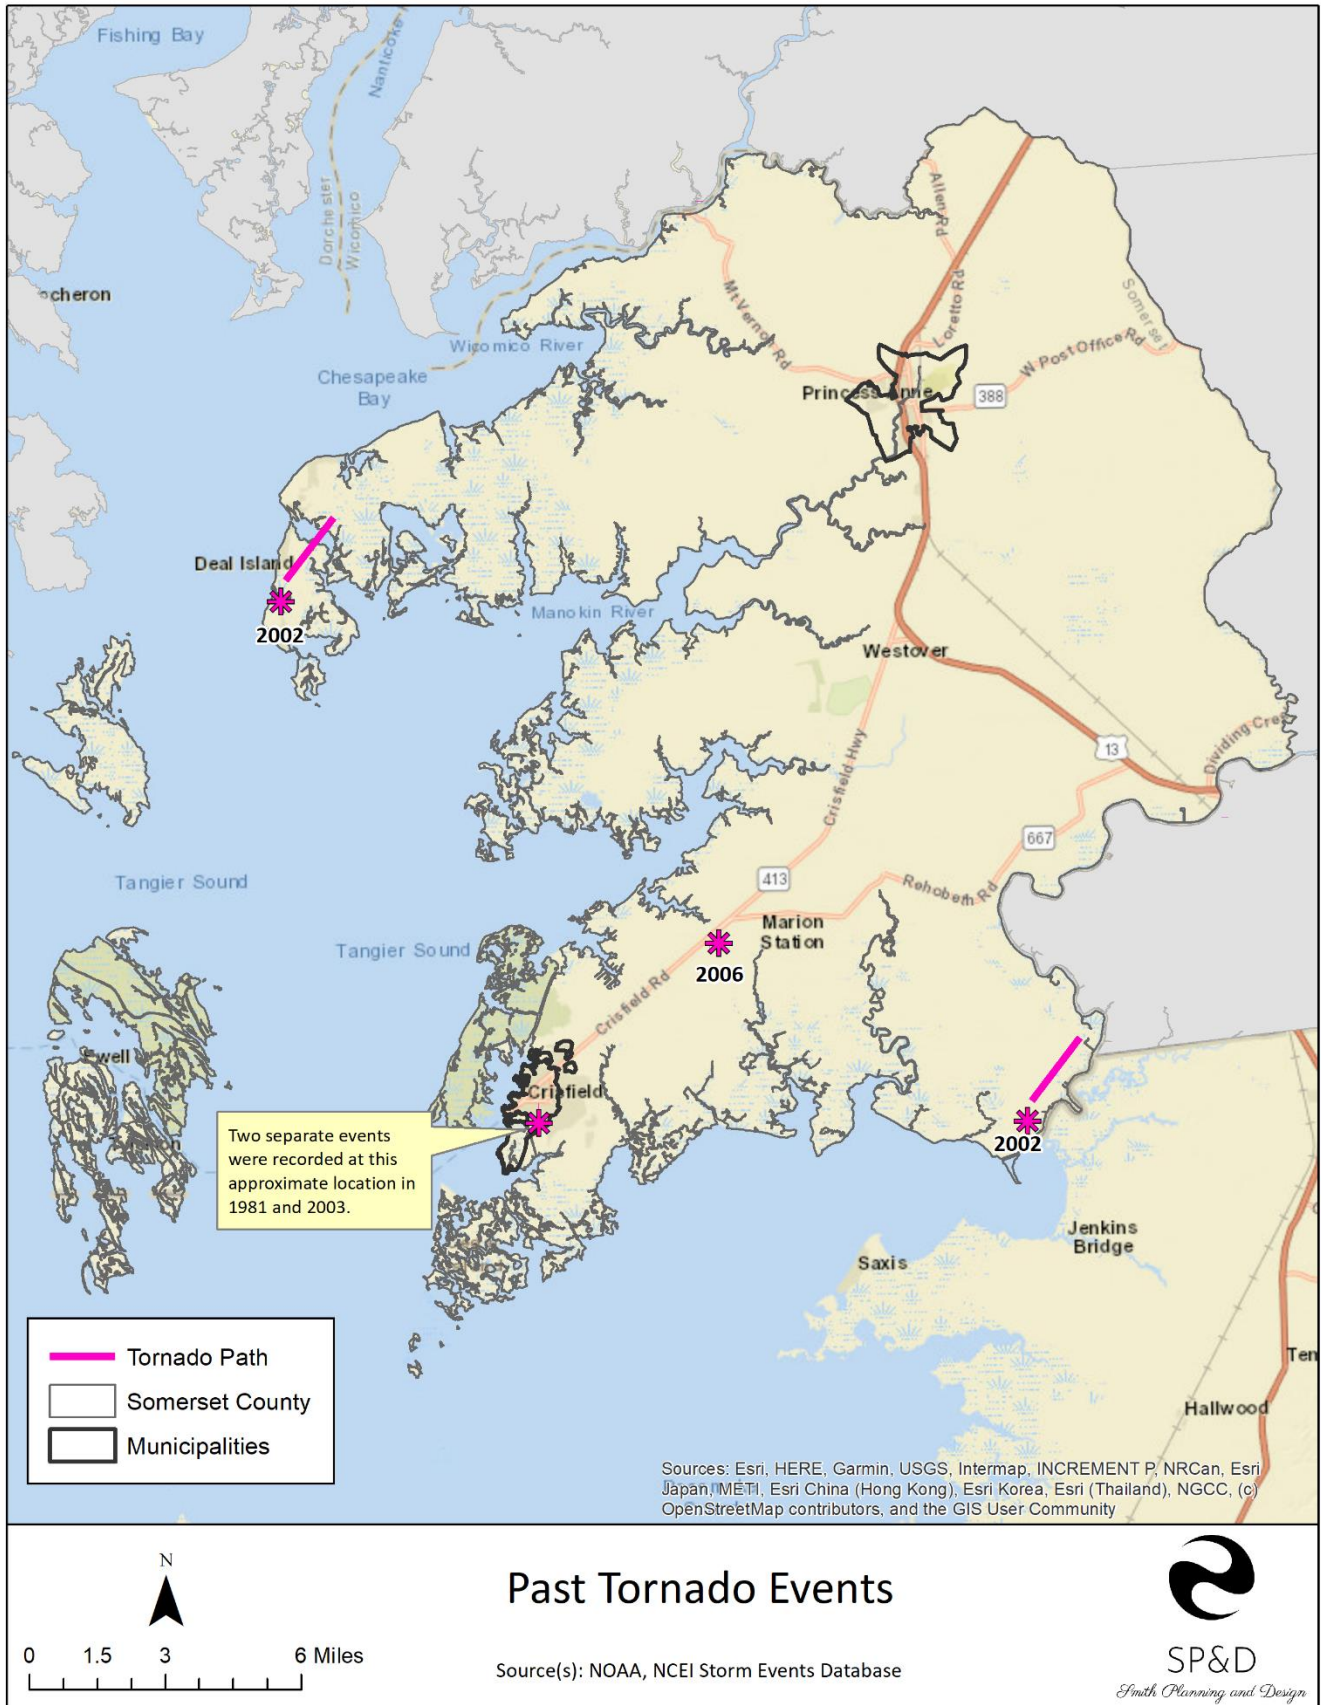 Fishing Bay
Nanticoke
Dorchester
Wicomico
Allen Rd
ocheron
Mt Vernon Rd
Loretto Rd
Somerset
W Post Office Rd
Wicomico River
Chesapeake
Bay
Princess Anne
388
Deal Island
2002
Manokin River
Westover
Dividing Cree
13
Crisfield Hwy
667
Tangier Sound
413
Rehobeth Rd
Marion
Station
Tangier Sound
2006
Crisfield Rd
Ewell
Crisfield
Two separate events
were recorded at this
approximate location in
1981 and 2003.
2002
Jenkins
Bridge
Saxis
Tem
Hallwood
Tornado Path
Somerset County
Municipalities
Sources: Esri, HERE, Garmin, USGS, Intermap, INCREMENT P, NRCan, Esri
Japan, METI, Esri China (Hong Kong), Esri Korea, Esri (Thailand), NGCC, (c)
OpenStreetMap contributors, and the GIS User Community
N
0 1.5 3 6 Miles
Past Tornado Events
Source(s): NOAA, NCEI Storm Events Database
SP&D
Smith Planning and Design